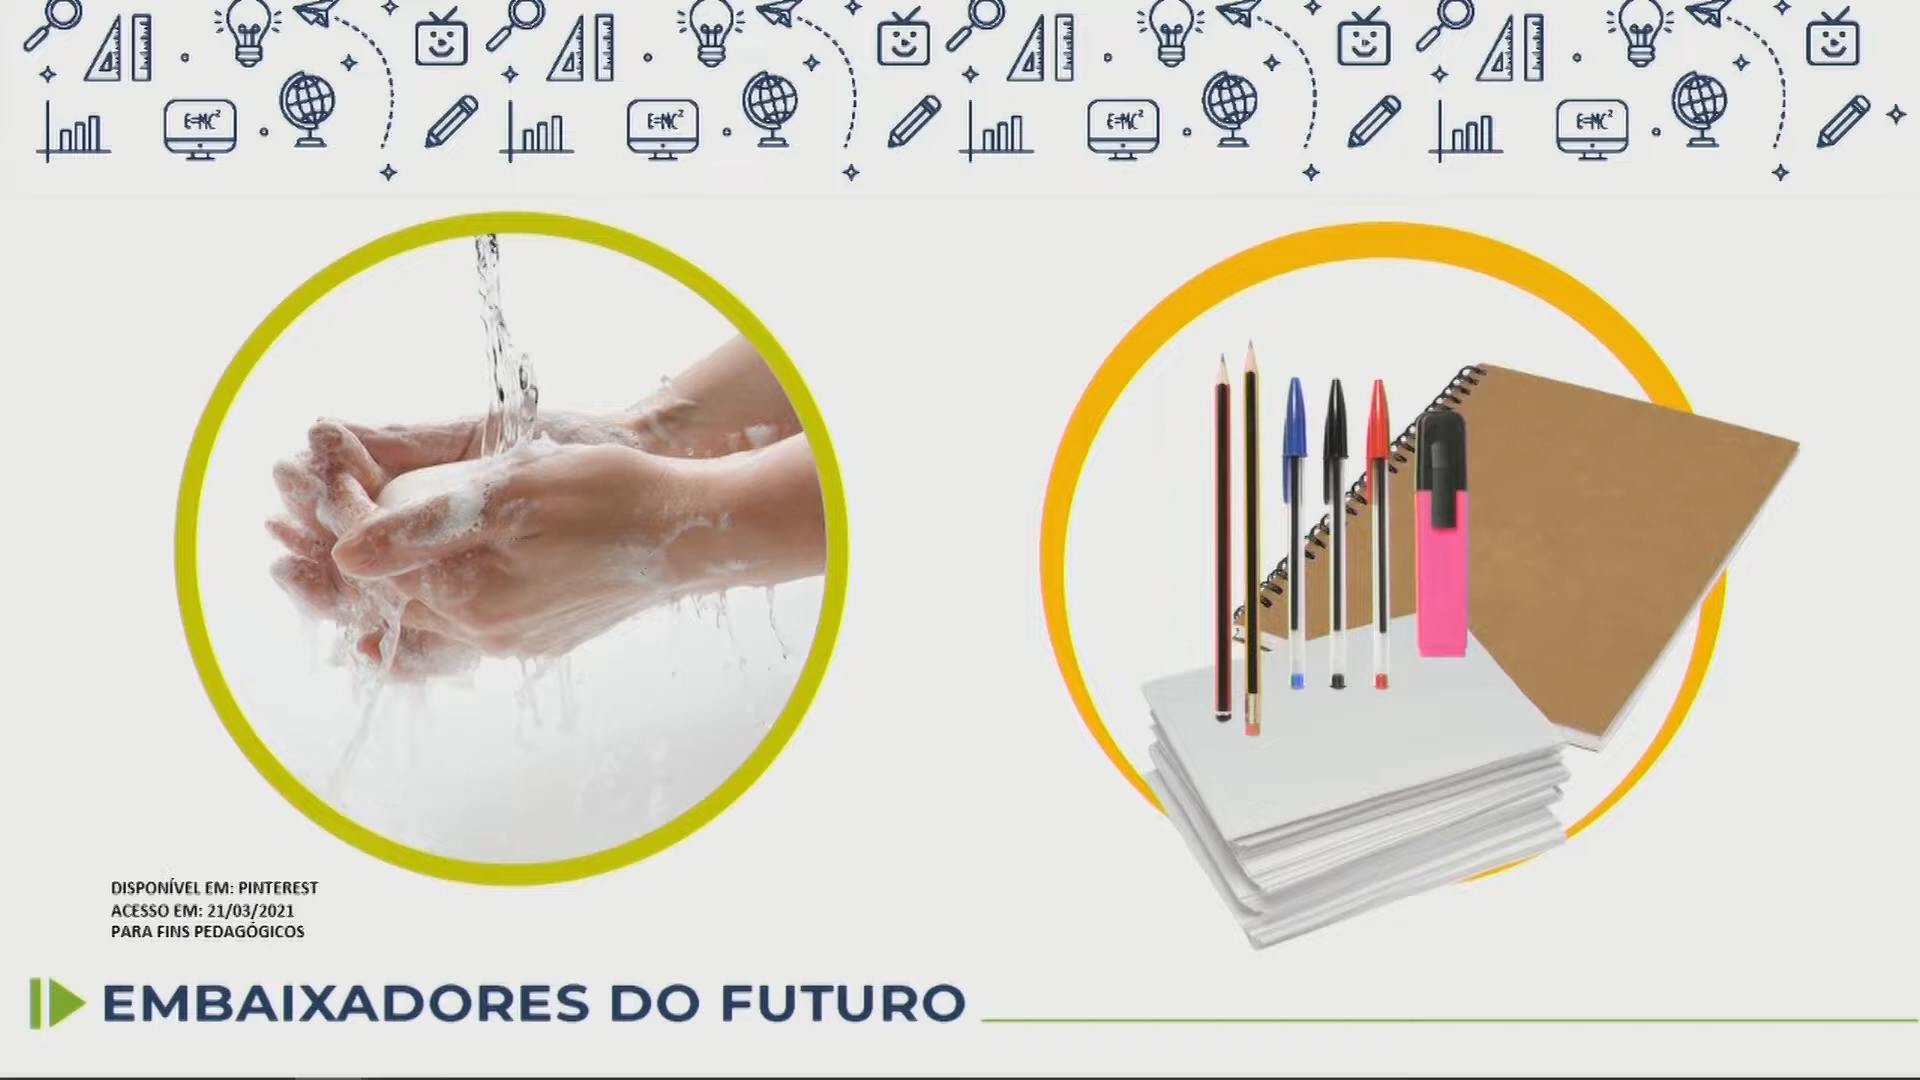 E=MC²
E=MC²
E=MC²
E=MC²
DISPONÍVEL EM: PINTEREST
ACESSO EM: 21/03/2021
PARA FINS PEDAGÓGICOS
EMBAIXADORES DO FUTURO